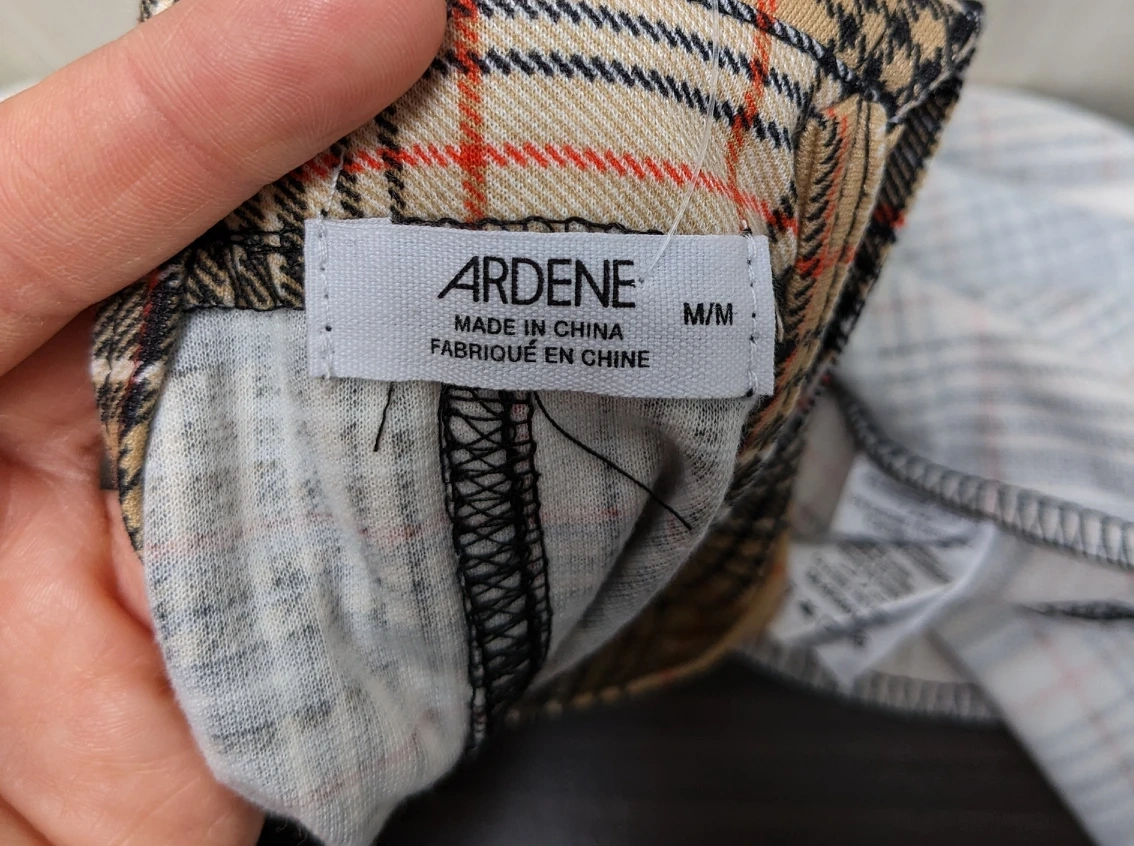 ARDENE
M/M
MADE IN CHINA
FABRIQUÉ EN CHINE